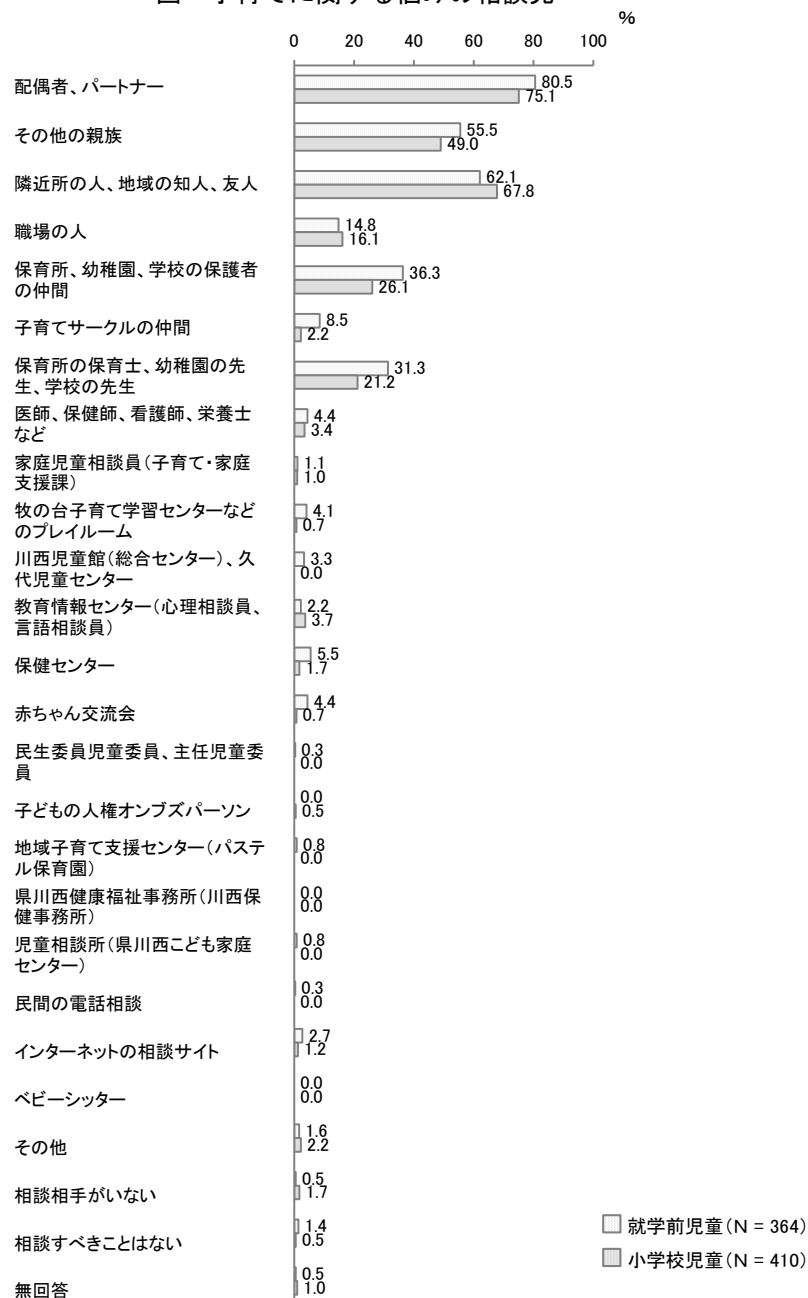 %
0 20 40 60 80 100
配偶者、パートナー
80.5
75.1
その他の親族
55.5
49.0
隣近所の人、地域の知人、友人
62.1
67.8
職場の人
14.8
16.1
保育所、幼稚園、学校の保護者
の仲間
36.3
26.1
子育てサークルの仲間
8.5
2.2
保育所の保育士、幼稚園の先
生、学校の先生
31.3
21.2
医師、保健師、看護師、栄養士
など
4.4
3.4
家庭児童相談員（子育て・家庭
支援課）
1.1
1.0
牧の台子育て学習センターなど
のプレイルーム
4.1
0.7
川西児童館（総合センター）、久
代児童センター
3.3
0.0
教育情報センター（心理相談員、
言語相談員）
2.2
3.7
保健センター
5.5
1.7
赤ちゃん交流会
4.4
0.7
民生委員児童委員、主任児童委
員
0.3
0.0
子どもの人権オンブズパーソン
0.0
0.5
地域子育て支援センター（パステ
ル保育園）
0.8
0.0
県川西健康福祉事務所（川西保
健事務所）
0.0
0.0
児童相談所（県川西こども家庭
センター）
0.8
0.0
民間の電話相談
0.3
0.0
インターネットの相談サイト
2.7
1.2
ベビーシッター
0.0
0.0
その他
1.6
2.2
相談相手がいない
0.5
1.7
相談すべきことはない
1.4
0.5
無回答
0.5
1.0
就学前児童（N = 364）
小学校児童（N = 410）